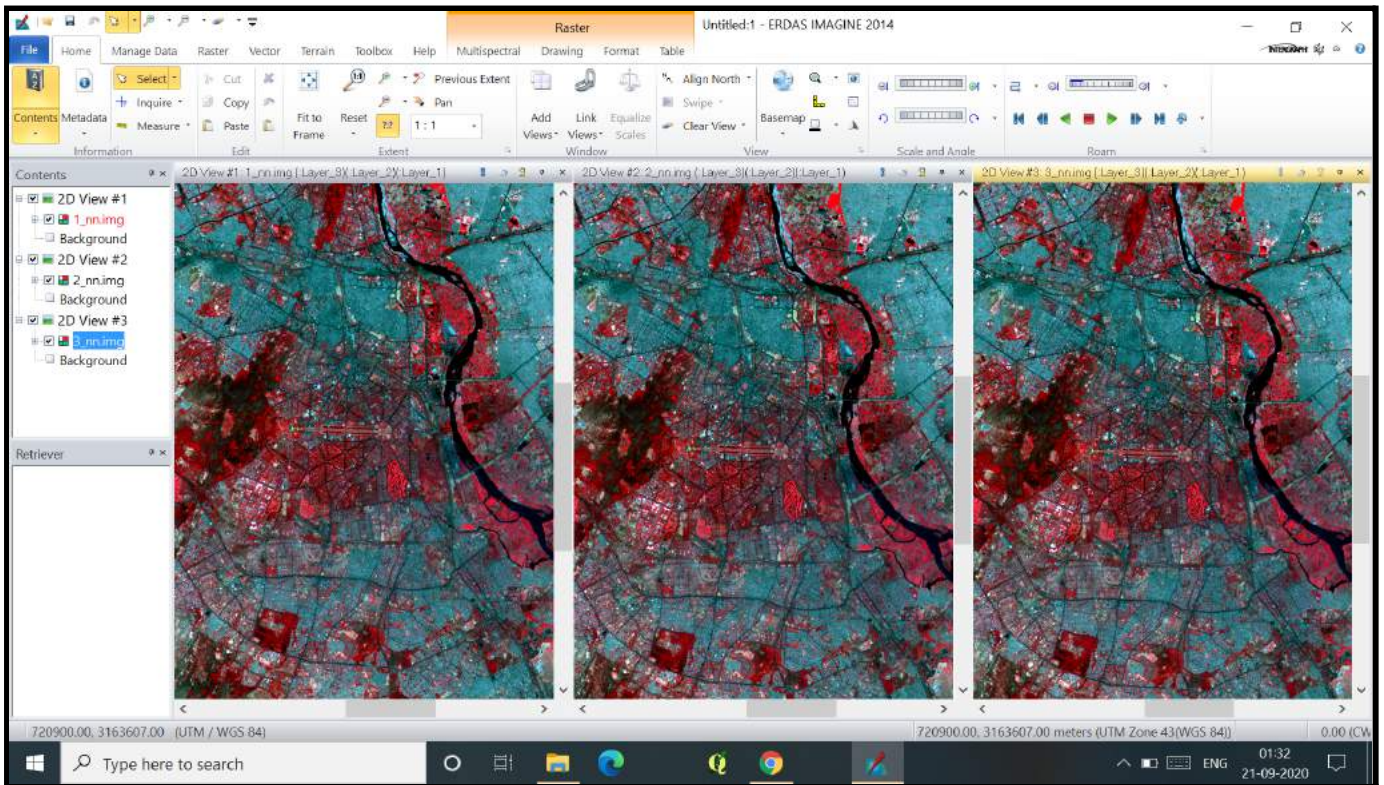 Raster
Untitled:1 - ERDAS IMAGINE 2014
File Home Manage Data Raster Vector Terrain Toolbox Help Multispectral Drawing Format Table
INTERGRAPH
Select Cut Previous Extent Align North
Inquire Copy Pan Swipe
Contents Metadata Measure Paste Fit to Frame Reset 1:1 Add Views Link Views Equalize Scales Clear View Basemap
Information Edit Extent Window View Scale and Angle Roam
Contents
2D View #1: 1_nn.img (:Layer_3)(:Layer_2)(:Layer_1)
2D View #2: 2_nn.img (:Layer_3)(:Layer_2)(:Layer_1)
2D View #3: 3_nn.img (:Layer_3)(:Layer_2)(:Layer_1)
2D View #1
1_nn.img
Background
2D View #2
2_nn.img
Background
2D View #3
3_nn.img
Background
Retriever
720900.00, 3163607.00 (UTM / WGS 84)
720900.00, 3163607.00 meters (UTM Zone 43(WGS 84))
0.00 (CW
Type here to search
ENG
01:32
21-09-2020